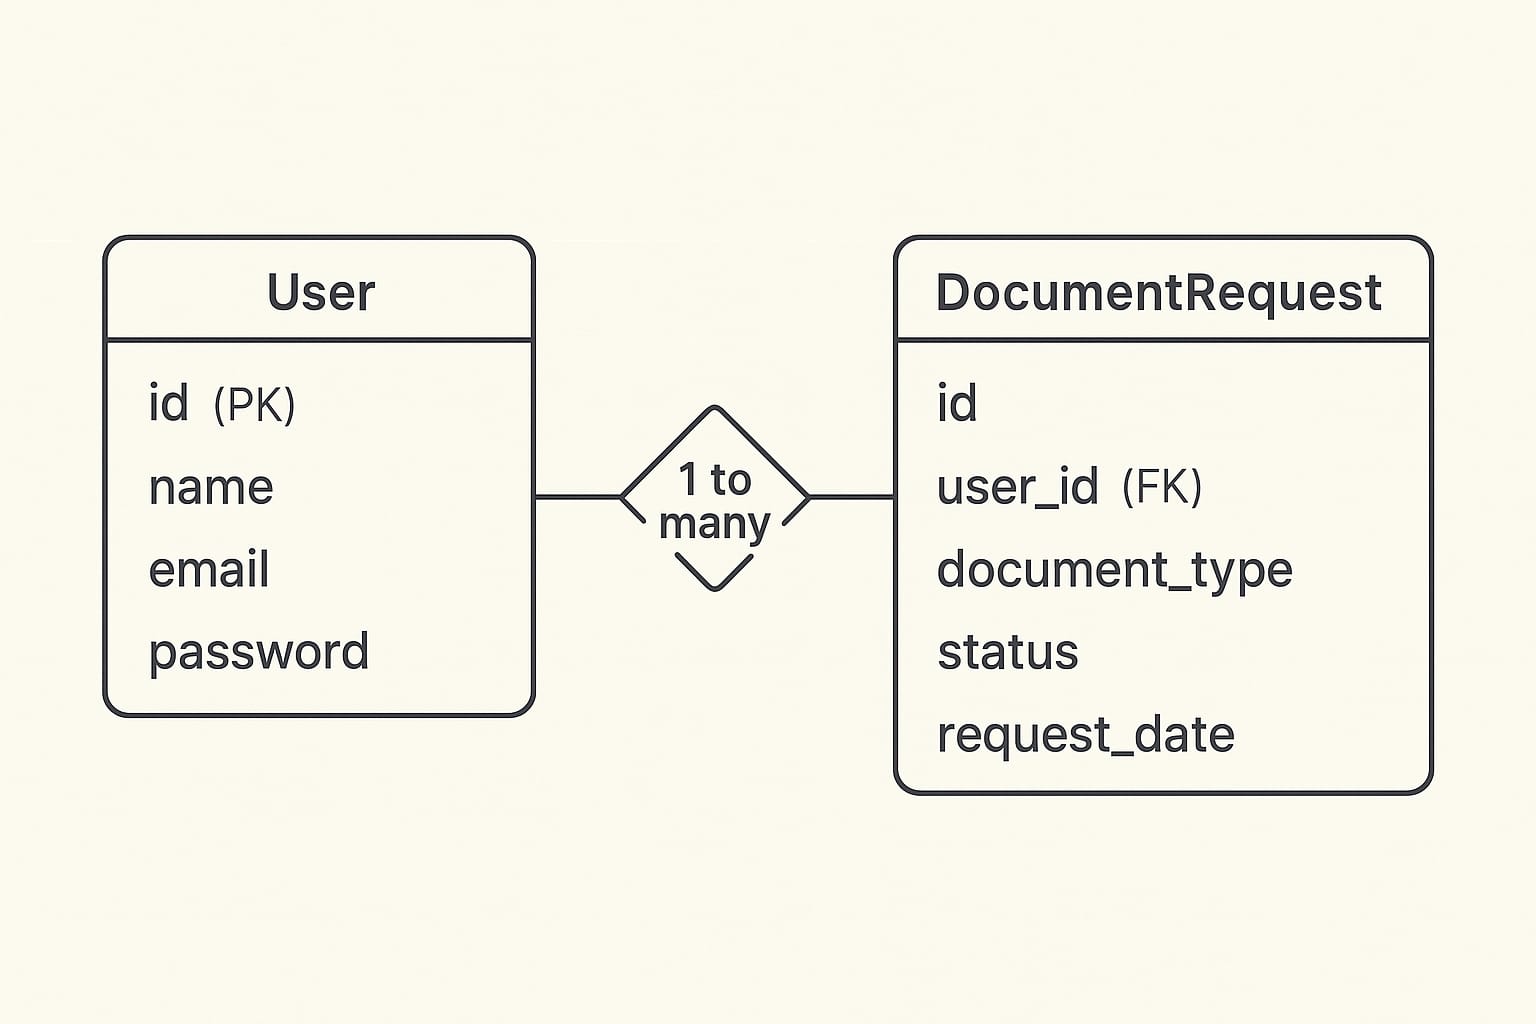 User
id (PK)
name
email
password
1 to
many
DocumentRequest
id
user_id (FK)
document_type
status
request_date